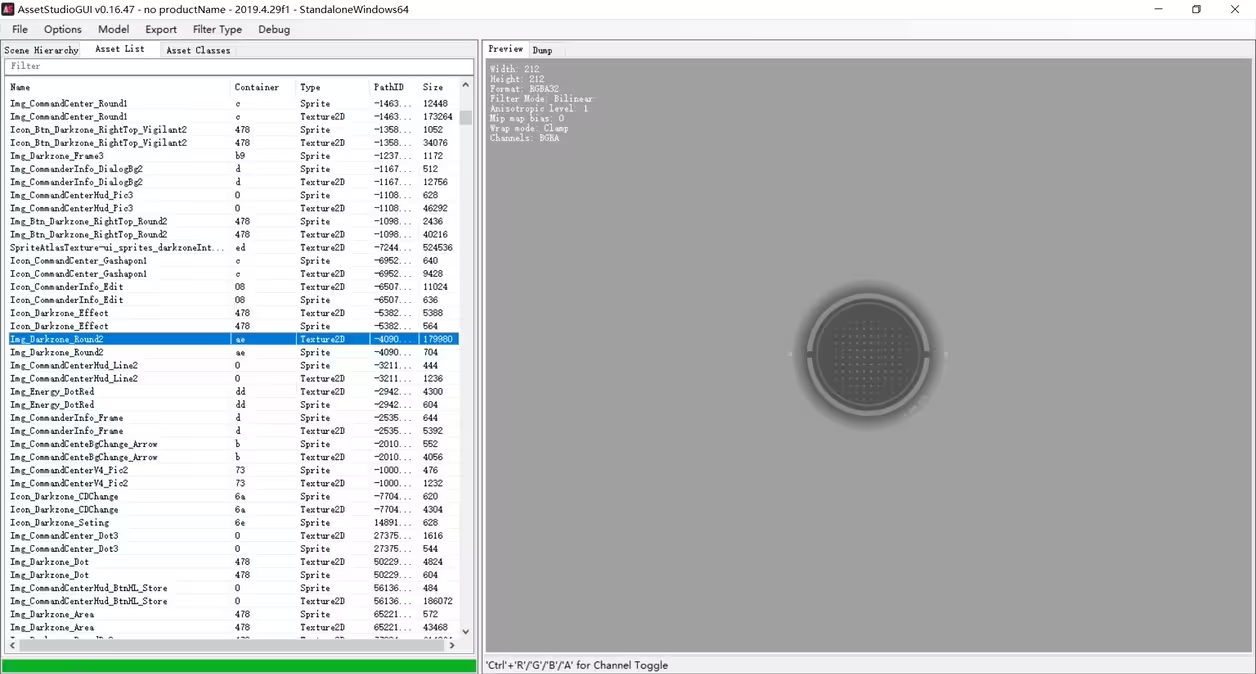 AssetStudioGUI v0.16.47 - no productName - 2019.4.29f1 - StandaloneWindows64
File Options Model Export Filter Type Debug
Scene Hierarchy Asset List Asset Classes
Filter
Name Container Type PathID Size
Img_CommandCenter_Round1 c Sprite -1463... 12448
Img_CommandCenter_Round1 c Texture2D -1463... 173264
Icon_Btn_Darkzone_RightTop_Vigilant2 478 Sprite -1358... 1052
Icon_Btn_Darkzone_RightTop_Vigilant2 478 Texture2D -1358... 34076
Img_Darkzone_Frame3 b9 Sprite -1237... 1172
Img_CommanderInfo_DialogBg2 d Sprite -1167... 512
Img_CommanderInfo_DialogBg2 d Texture2D -1167... 12756
Img_CommandCenterHud_Pic3 0 Sprite -1108... 628
Img_CommandCenterHud_Pic3 0 Texture2D -1108... 46292
Img_Btn_Darkzone_RightTop_Round2 478 Sprite -1098... 2436
Img_Btn_Darkzone_RightTop_Round2 478 Texture2D -1098... 40216
SpriteAtlasTexture-ui_sprites_darkzoneInt... ed Texture2D -7244... 524536
Icon_CommandCenter_Gashapon1 c Sprite -6952... 640
Icon_CommandCenter_Gashapon1 c Texture2D -6952... 9428
Icon_CommanderInfo_Edit 08 Texture2D -6507... 11024
Icon_CommanderInfo_Edit 08 Sprite -6507... 636
Icon_Darkzone_Effect 478 Texture2D -5382... 5388
Icon_Darkzone_Effect 478 Sprite -5382... 564
Img_Darkzone_Round2 ae Texture2D -4090... 179980
Img_Darkzone_Round2 ae Sprite -4090... 704
Img_CommandCenterHud_Line2 0 Sprite -3211... 444
Img_CommandCenterHud_Line2 0 Texture2D -3211... 1236
Img_Energy_DotRed dd Texture2D -2942... 4300
Img_Energy_DotRed dd Sprite -2942... 604
Img_CommanderInfo_Frame d Sprite -2535... 644
Img_CommanderInfo_Frame d Texture2D -2535... 5392
Img_CommandCenteBgChange_Arrow b Sprite -2010... 552
Img_CommandCenteBgChange_Arrow b Texture2D -2010... 4056
Img_CommandCenterV4_Pic2 73 Sprite -1000... 476
Img_CommandCenterV4_Pic2 73 Texture2D -1000... 1232
Icon_Darkzone_CDChange 6a Sprite -7704... 620
Icon_Darkzone_CDChange 6a Texture2D -7704... 4304
Icon_Darkzone_Seting 6e Sprite 14891... 628
Img_CommandCenter_Dot3 0 Texture2D 27375... 1616
Img_CommandCenter_Dot3 0 Sprite 27375... 544
Img_Darkzone_Dot 478 Texture2D 50229... 4824
Img_Darkzone_Dot 478 Sprite 50229... 604
Img_CommandCenterHud_BtnML_Store 0 Sprite 56136... 484
Img_CommandCenterHud_BtnML_Store 0 Texture2D 56136... 186072
Img_Darkzone_Area 478 Sprite 65221... 572
Img_Darkzone_Area 478 Texture2D 65221... 43468
Preview Dump
Width: 212
Height: 212
Format: RGBA32
Filter Mode: Bilinear
Anisotropic level: 1
Mip map bias: 0
Wrap mode: Clamp
Channels: BGRA
'Ctrl'+'R'/'G'/'B'/'A' for Channel Toggle